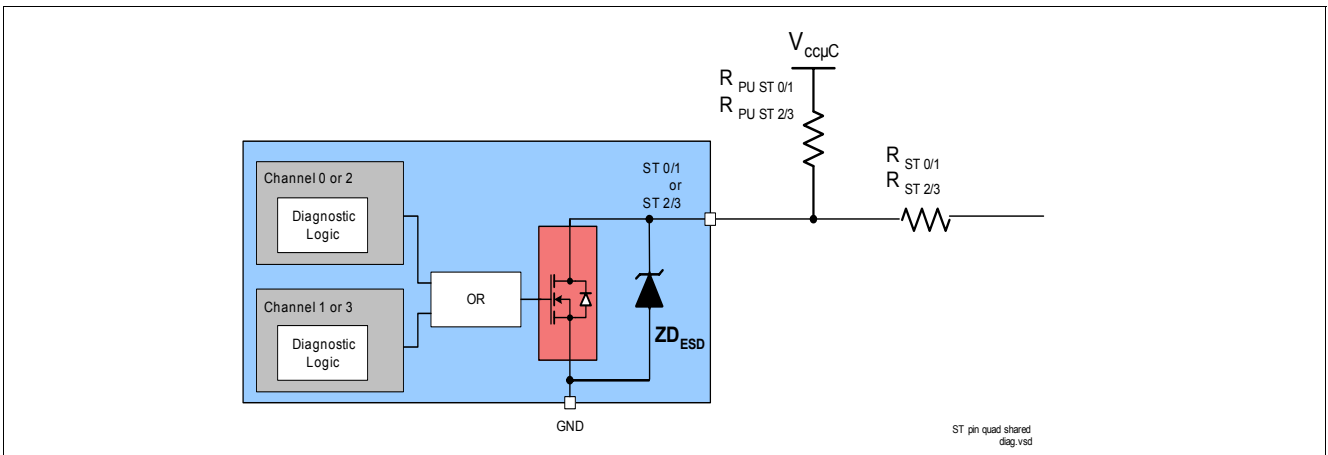 VccµC
R PU ST 0/1
R PU ST 2/3
R ST 0/1
R ST 2/3
ST 0/1
or
ST 2/3
Channel 0 or 2
Diagnostic
Logic
OR
Channel 1 or 3
Diagnostic
Logic
ZDESD
GND
ST pin quad shared
diag.vsd